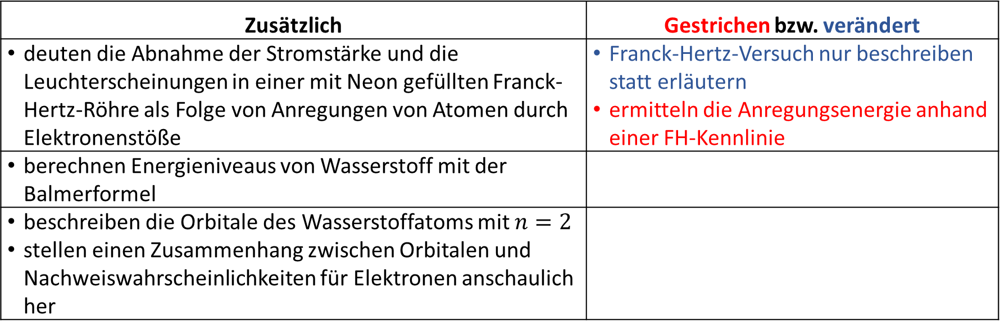 Zusätzlich
Gestrichen bzw. verändert
• deuten die Abnahme der Stromstärke und die
Leuchterscheinungen in einer mit Neon gefüllten Franck-
Hertz-Röhre als Folge von Anregungen von Atomen durch
Elektronenstöße
• Franck-Hertz-Versuch nur beschreiben
statt erläutern
• ermitteln die Anregungsenergie anhand
einer FH-Kennlinie
• berechnen Energieniveaus von Wasserstoff mit der
Balmerformel
• beschreiben die Orbitale des Wasserstoffatoms mit n = 2
• stellen einen Zusammenhang zwischen Orbitalen und
Nachweiswahrscheinlichkeiten für Elektronen anschaulich
her